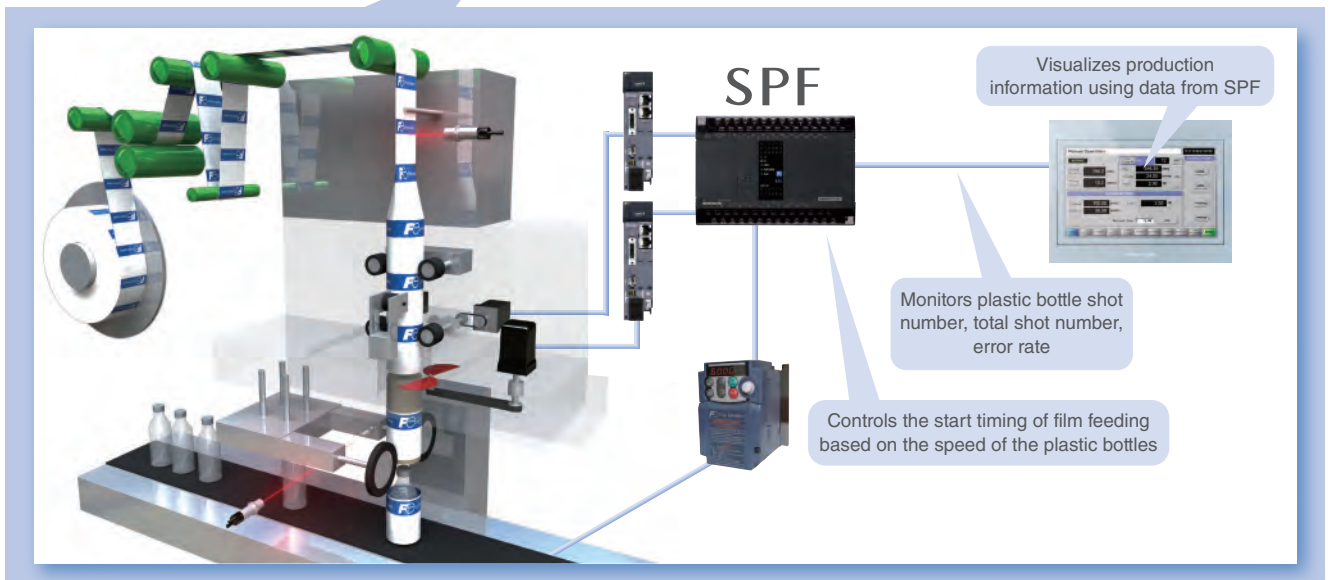 SPF
Visualizes production
information using data from SPF
Monitors plastic bottle shot
number, total shot number,
error rate
Controls the start timing of film feeding
based on the speed of the plastic bottles